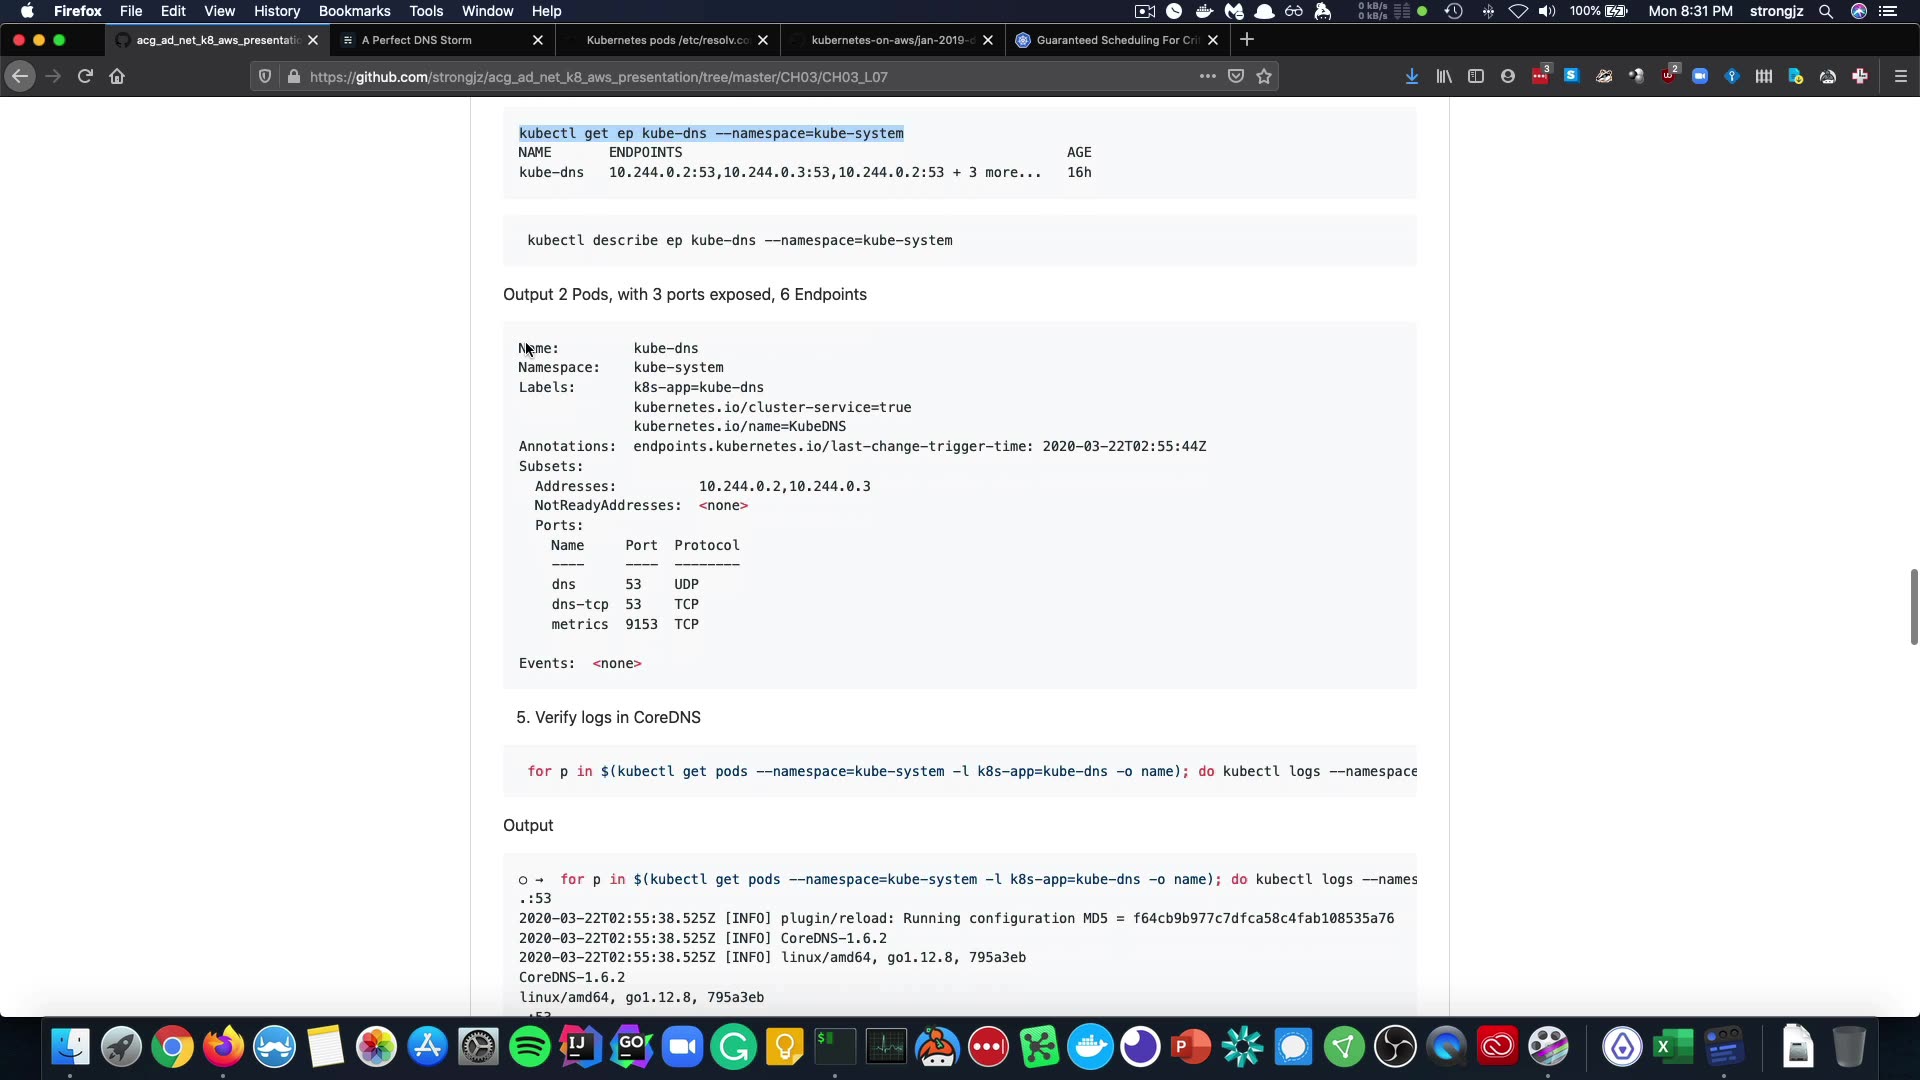 Firefox File Edit View History Bookmarks Tools Window Help 0 kB/s 0 kB/s 100% Mon 8:31 PM strongjz
acg_ad_net_k8_aws_presentatio A Perfect DNS Storm Kubernetes pods /etc/resolv.co kubernetes-on-aws/jan-2019-d Guaranteed Scheduling For Crit
https://github.com/strongjz/acg_ad_net_k8_aws_presentation/tree/master/CH03/CH03_L07 3 2
kubectl get ep kube-dns --namespace=kube-system
NAME ENDPOINTS AGE
kube-dns 10.244.0.2:53,10.244.0.3:53,10.244.0.2:53 + 3 more... 16h
kubectl describe ep kube-dns --namespace=kube-system
Output 2 Pods, with 3 ports exposed, 6 Endpoints
Name: kube-dns
Namespace: kube-system
Labels: k8s-app=kube-dns
kubernetes.io/cluster-service=true
kubernetes.io/name=KubeDNS
Annotations: endpoints.kubernetes.io/last-change-trigger-time: 2020-03-22T02:55:44Z
Subsets:
Addresses: 10.244.0.2,10.244.0.3
NotReadyAddresses: <none>
Ports:
Name Port Protocol
---- ---- --------
dns 53 UDP
dns-tcp 53 TCP
metrics 9153 TCP
Events: <none>
5. Verify logs in CoreDNS
for p in $(kubectl get pods --namespace=kube-system -l k8s-app=kube-dns -o name); do kubectl logs --namespace
Output
○ → for p in $(kubectl get pods --namespace=kube-system -l k8s-app=kube-dns -o name); do kubectl logs --names
.:53
2020-03-22T02:55:38.525Z [INFO] plugin/reload: Running configuration MD5 = f64cb9b977c7dfca58c4fab108535a76
2020-03-22T02:55:38.525Z [INFO] CoreDNS-1.6.2
2020-03-22T02:55:38.525Z [INFO] linux/amd64, go1.12.8, 795a3eb
CoreDNS-1.6.2
linux/amd64, go1.12.8, 795a3eb
.:53